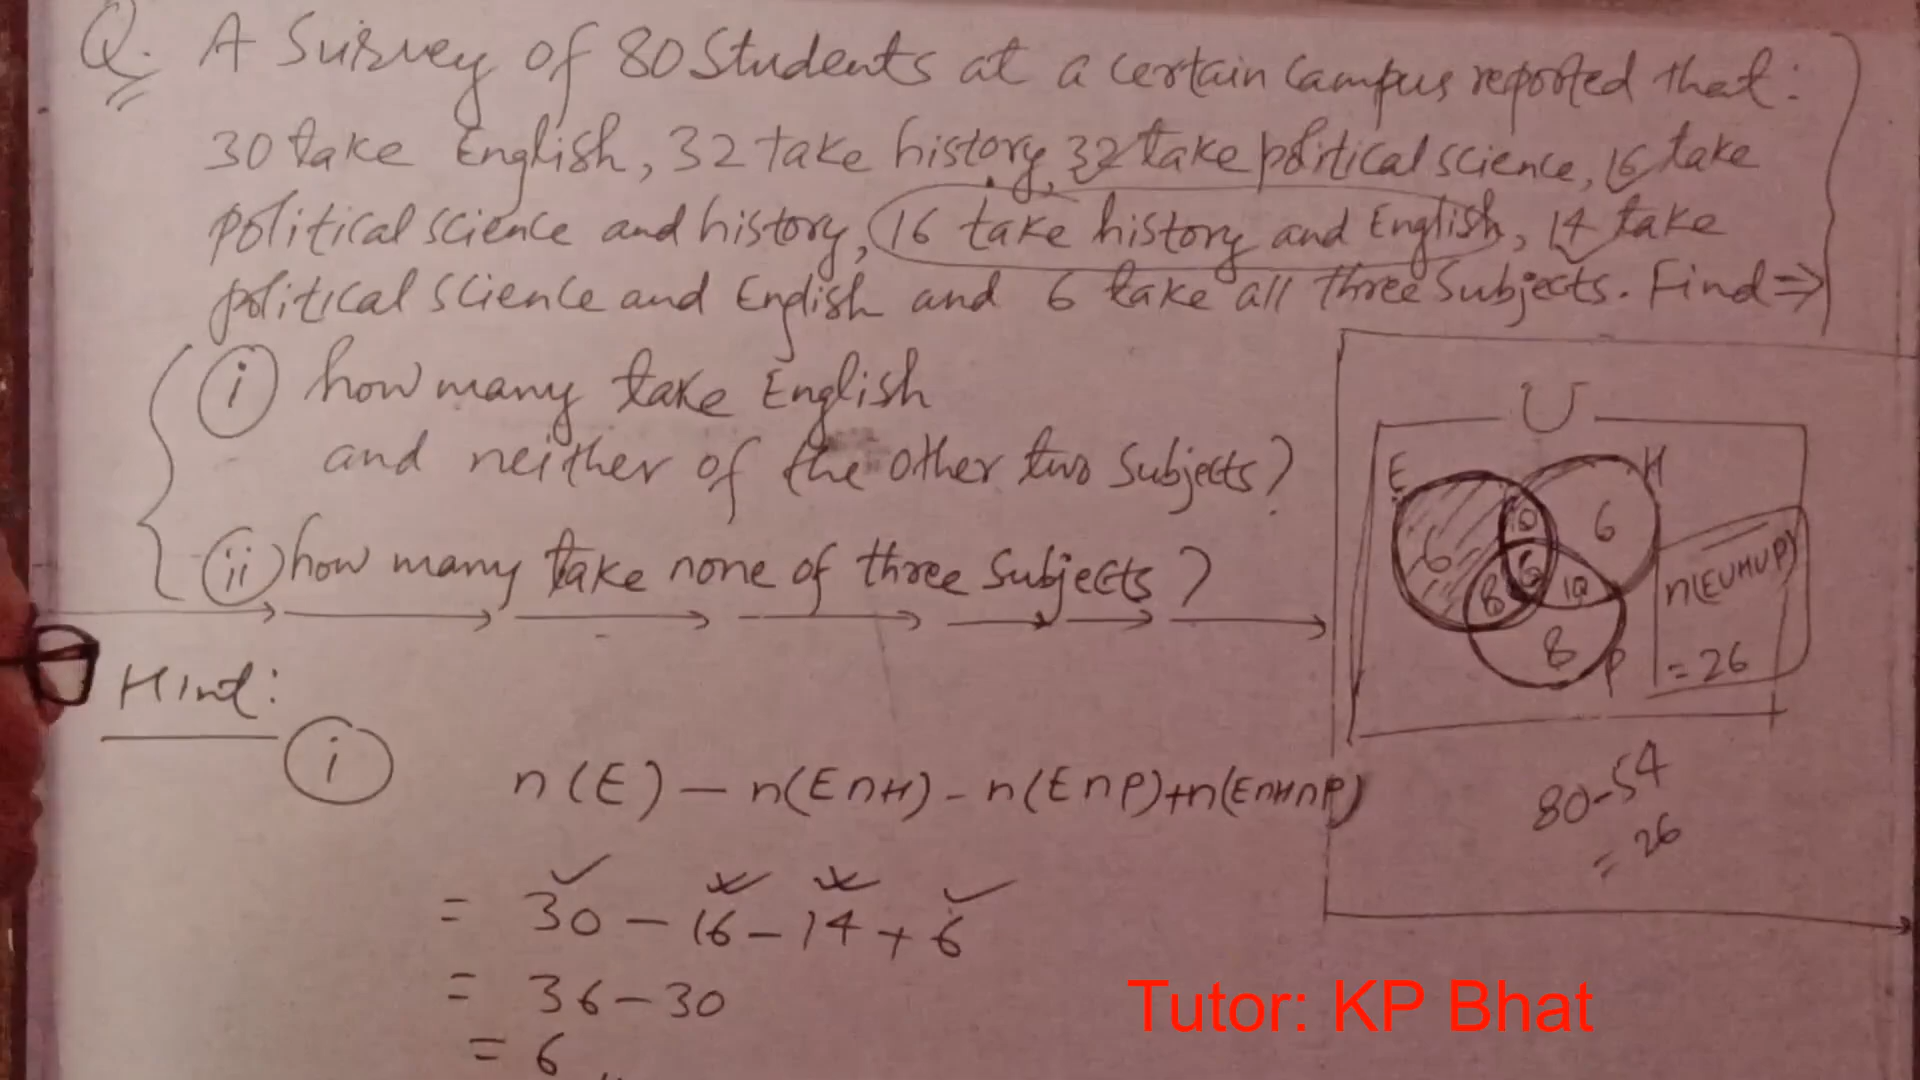 Q. A Survey of 80 Students at a certain Campus reported that:
30 take English, 32 take history, 32 take political science, 16 take
political science and history, 16 take history and English, 14 take
political science and English and 6 take all three Subjects. Find ⇒
(i) how many take English
and neither of the other two Subjects?
(ii) how many take none of three Subjects?
U
E
H
10
6
6
6
8
10
8
P
n(EUHUP)'
= 26
80-54
= 26
Hint:
(i)
n(E) – n(E∩H) - n(E∩P)+n(E∩H∩P)
= 30 – 16 – 14 + 6
= 36 – 30
= 6
Tutor: KP Bhat